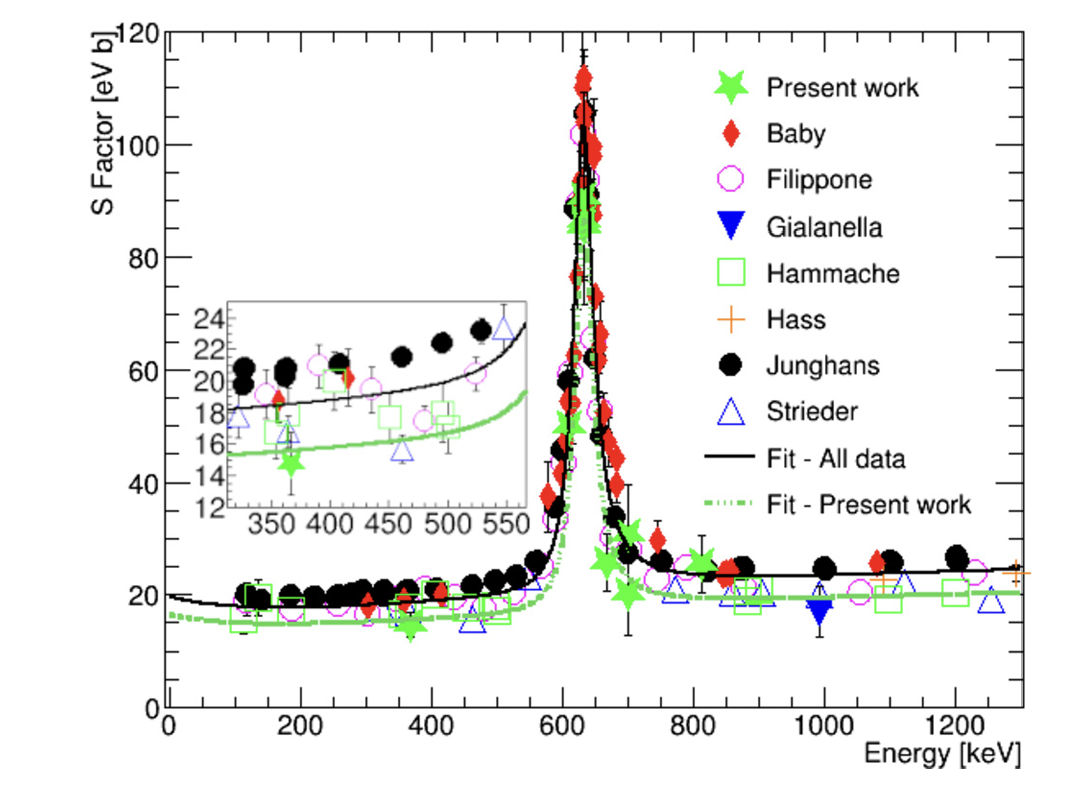 S Factor [eV b]
120
100
80
60
40
20
0
Present work
Baby
Filippone
Gialanella
Hammache
Hass
Junghans
Strieder
Fit - All data
Fit - Present work
24
22
20
18
16
14
12
350 400 450 500 550
0 200 400 600 800 1000 1200
Energy [keV]